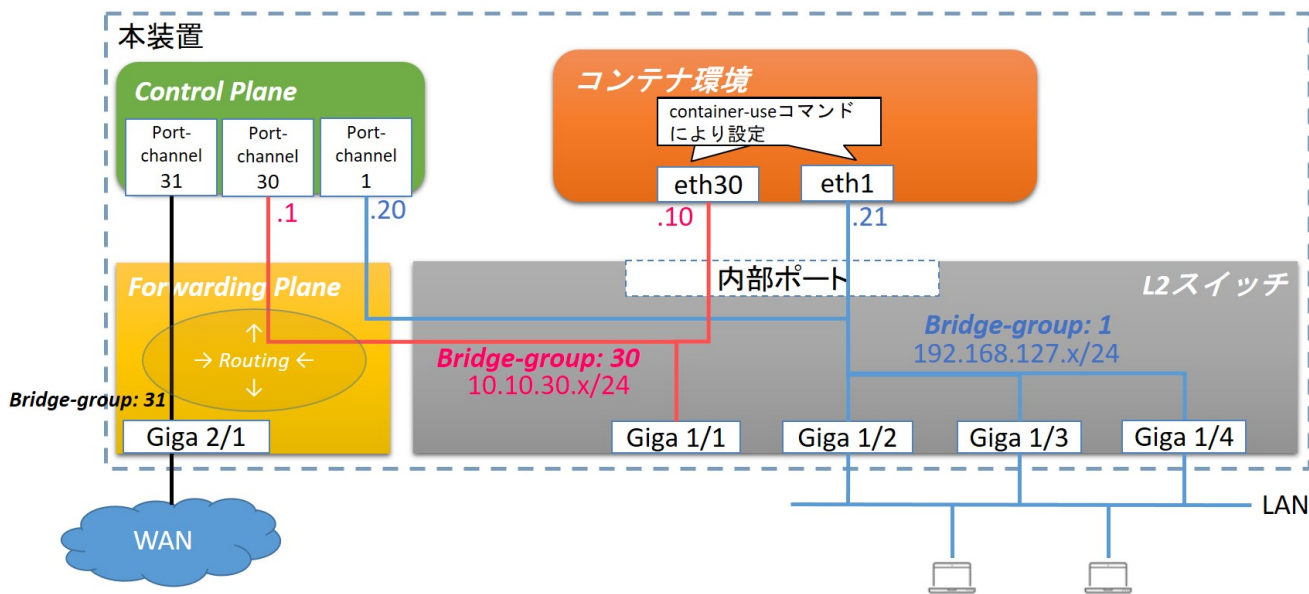 本装置
Control Plane
Port-
channel
31
Port-
channel
30
Port-
channel
1
.1
.20
コンテナ環境
container-useコマンド
により設定
eth30
eth1
.10
.21
Forwarding Plane
↑
→ Routing ←
↓
Bridge-group: 31
Giga 2/1
内部ポート
L2スイッチ
Bridge-group: 30
10.10.30.x/24
Bridge-group: 1
192.168.127.x/24
Giga 1/1
Giga 1/2
Giga 1/3
Giga 1/4
WAN
LAN